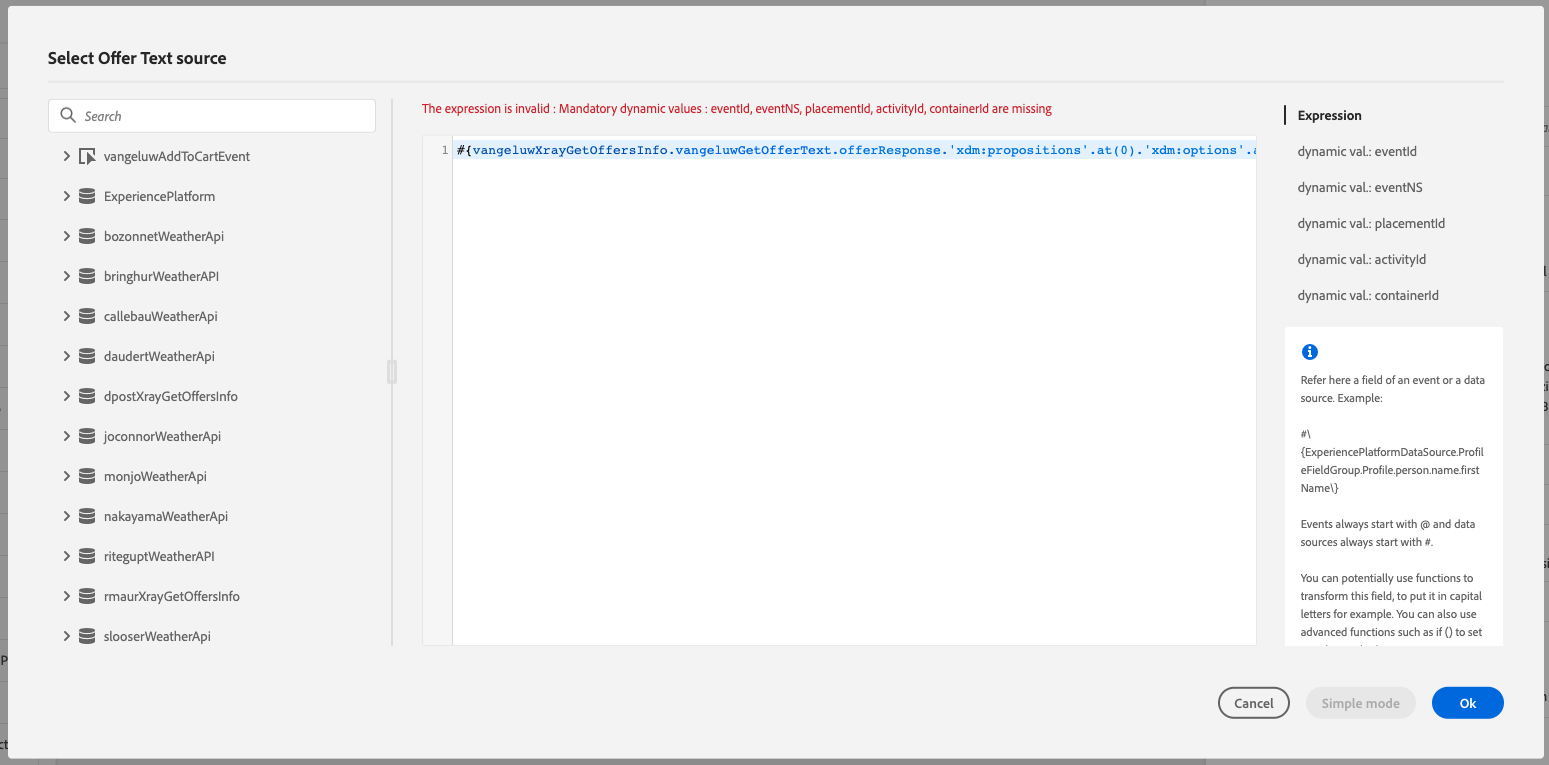 Select Offer Text source
Search
vangeluwAddToCartEvent
ExperiencePlatform
bozonnetWeatherApi
bringhurWeatherAPI
callebauWeatherApi
daudertWeatherApi
dpostXrayGetOffersInfo
joconnorWeatherApi
monjoWeatherApi
nakayamaWeatherApi
riteguptWeatherAPI
rmaurXrayGetOffersInfo
slooserWeatherApi
The expression is invalid : Mandatory dynamic values : eventId, eventNS, placementId, activityId, containerId are missing
1 #{vangeluwXrayGetOffersInfo.vangeluwGetOfferText.offerResponse.'xdm:propositions'.at(0).'xdm:options'.
Expression
dynamic val.: eventId
dynamic val.: eventNS
dynamic val.: placementId
dynamic val.: activityId
dynamic val.: containerId
Refer here a field of an event or a data
source. Example:
#\
{ExperiencePlatformDataSource.Profil
eFieldGroup.Profile.person.name.first
Name\}
Events always start with @ and data
sources always start with #.
You can potentially use functions to
transform this field, to put it in capital
letters for example. You can also use
advanced functions such as if () to set
Cancel
Simple mode
Ok